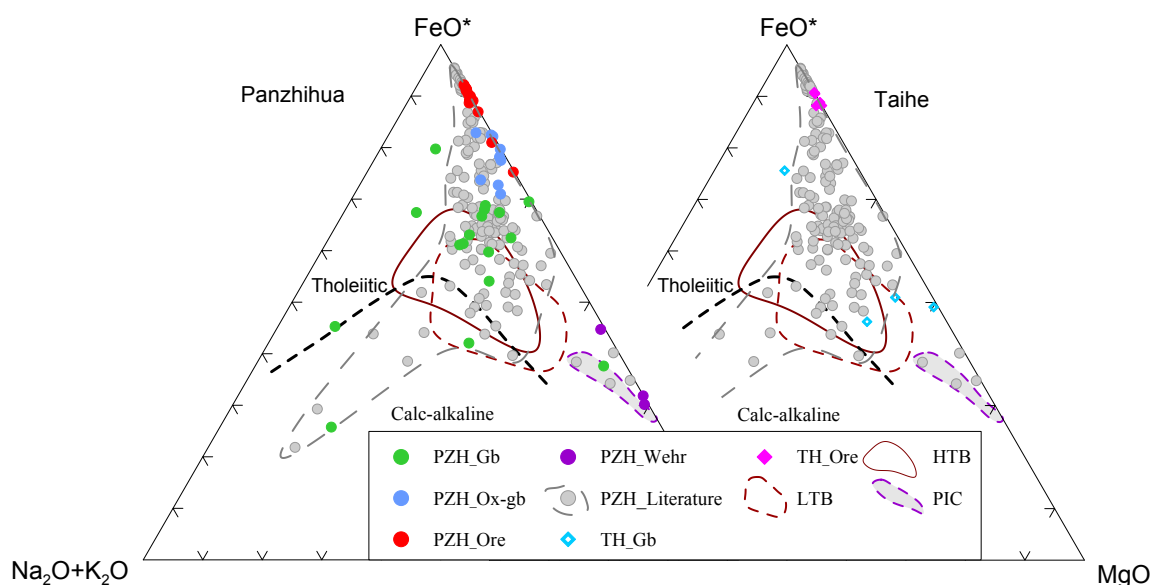 FeO* FeO*
Panzhihua Taihe
Tholeiitic Tholeiitic
Calc-alkaline Calc-alkaline
PZH_Gb PZH_Wehr TH_Ore HTB
PZH_Ox-gb PZH_Literature LTB PIC
PZH_Ore TH_Gb
Na₂O+K₂O MgO